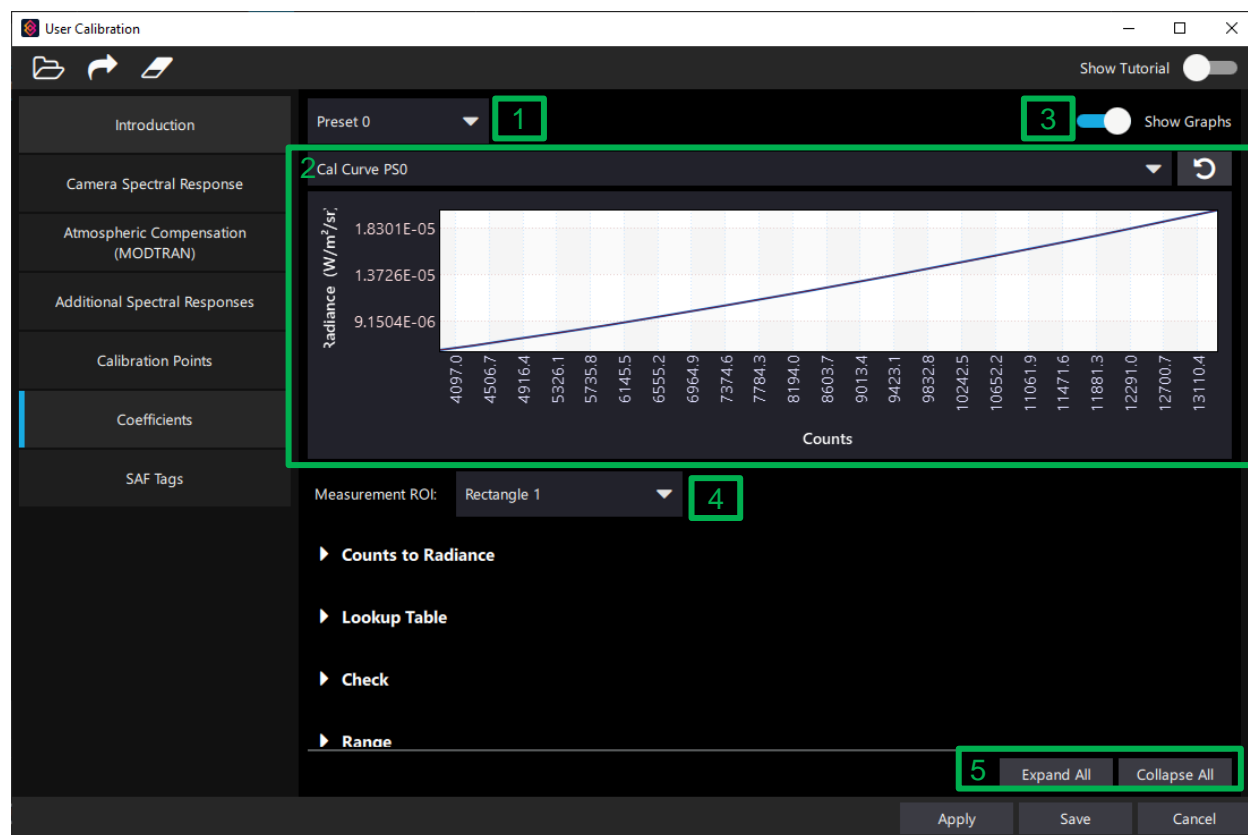 User Calibration
Show Tutorial
Introduction
Camera Spectral Response
Atmospheric Compensation
(MODTRAN)
Additional Spectral Responses
Calibration Points
Coefficients
SAF Tags
Preset 0
1
3
Show Graphs
2
Cal Curve PS0
Radiance (W/m²/sr)
1.8301E-05
1.3726E-05
9.1504E-06
4097.0
4506.7
4916.4
5326.1
5735.8
6145.5
6555.2
6964.9
7374.6
7784.3
8194.0
8603.7
9013.4
9423.1
9832.8
10242.5
10652.2
11061.9
11471.6
11881.3
12291.0
12700.7
13110.4
Counts
Measurement ROI:
Rectangle 1
4
Counts to Radiance
Lookup Table
Check
Range
5
Expand All
Collapse All
Apply
Save
Cancel